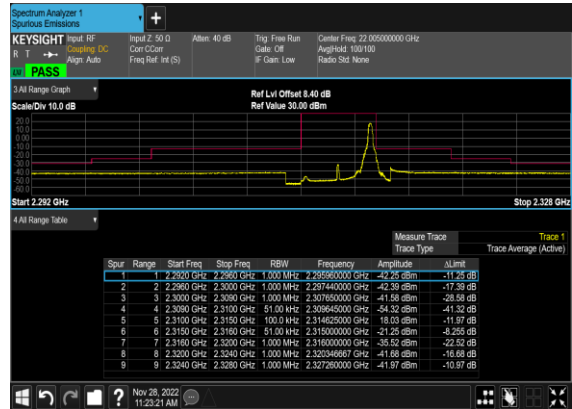 Spectrum Analyzer 1
Spurious Emissions
KEYSIGHT Input: RF Input Z: 50 Ω Atten: 40 dB Trig: Free Run Center Freq: 22.005000000 GHz
R T Coupling: DC Corr CCorr Gate: Off Avg|Hold: 100/100
Align: Auto Freq Ref: Int (S) IF Gain: Low Radio Std: None
PASS
3 All Range Graph
Ref Lvl Offset 8.40 dB
Scale/Div 10.0 dB Ref Value 30.00 dBm
20.0
10.0
0.00
-10.0
-20.0
-30.0
-40.0
-50.0
-60.0
Start 2.292 GHz Stop 2.328 GHz
4 All Range Table
Measure Trace Trace 1
Trace Type Trace Average (Active)
Spur Range Start Freq Stop Freq RBW Frequency Amplitude ΔLimit
1 1 2.2920 GHz 2.2960 GHz 1.000 MHz 2.295960000 GHz -42.25 dBm -11.25 dB
2 2 2.2960 GHz 2.3000 GHz 1.000 MHz 2.297440000 GHz -42.39 dBm -17.39 dB
3 3 2.3000 GHz 2.3090 GHz 1.000 MHz 2.307650000 GHz -41.58 dBm -28.58 dB
4 4 2.3090 GHz 2.3100 GHz 51.00 kHz 2.309645000 GHz -54.32 dBm -41.32 dB
5 5 2.3100 GHz 2.3150 GHz 100.0 kHz 2.314625000 GHz 18.03 dBm -11.97 dB
6 6 2.3150 GHz 2.3160 GHz 51.00 kHz 2.315000000 GHz -21.25 dBm -8.255 dB
7 7 2.3160 GHz 2.3200 GHz 1.000 MHz 2.316000000 GHz -35.52 dBm -22.52 dB
8 8 2.3200 GHz 2.3240 GHz 1.000 MHz 2.320346667 GHz -41.68 dBm -16.68 dB
9 9 2.3240 GHz 2.3280 GHz 1.000 MHz 2.327260000 GHz -41.97 dBm -10.97 dB
Nov 28, 2022
11:23:21 AM